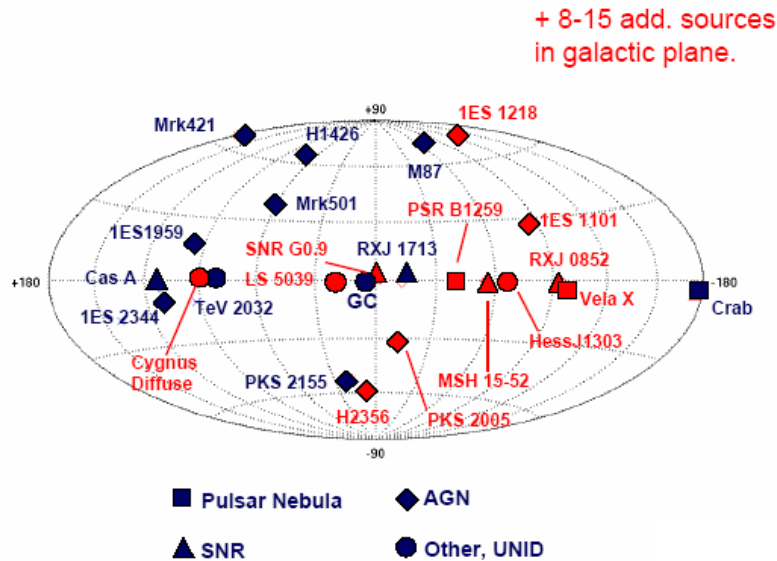 + 8-15 add. sources
in galactic plane.
+90
1ES 1218
Mrk421
H1426
M87
Mrk501
PSR B1259
1ES 1101
1ES1959
SNR G0.9
RXJ 1713
RXJ 0852
+180
Cas A
LS 5039
-180
GC
Vela X
Crab
1ES 2344
TeV 2032
HessJ1303
Cygnus
Diffuse
PKS 2155
MSH 15-52
H2356
PKS 2005
-90
Pulsar Nebula
AGN
SNR
Other, UNID